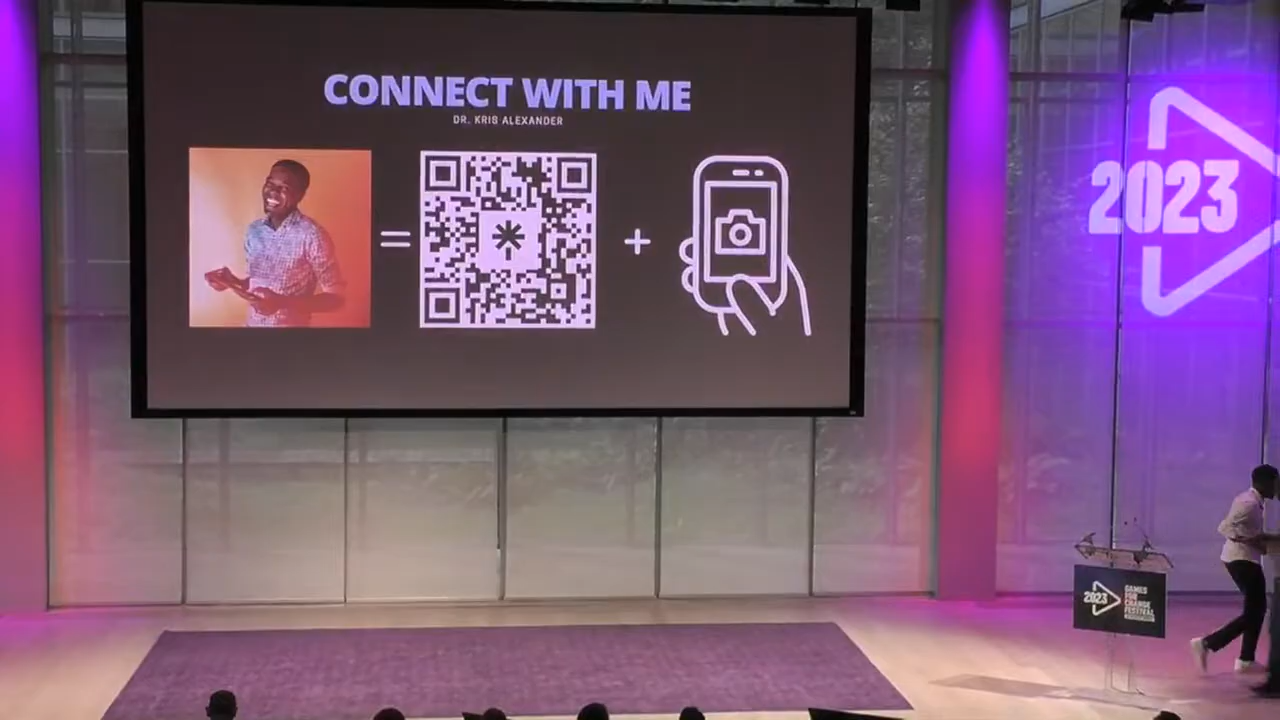 CONNECT WITH ME
DR. KRIS ALEXANDER
2023
2023
GAMES
FOR
CHANGE
FESTIVAL